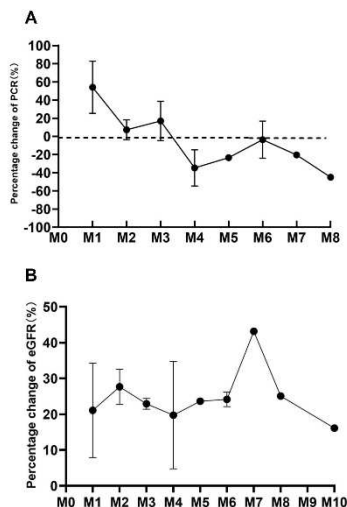 A
Percentage change of PCR(%)
100
80
60
40
20
0
-20
-40
-60
-80
-100
M0 M1 M2 M3 M4 M5 M6 M7 M8
B
Percentage change of eGFR(%)
50
40
30
20
10
0
M0 M1 M2 M3 M4 M5 M6 M7 M8 M9 M10